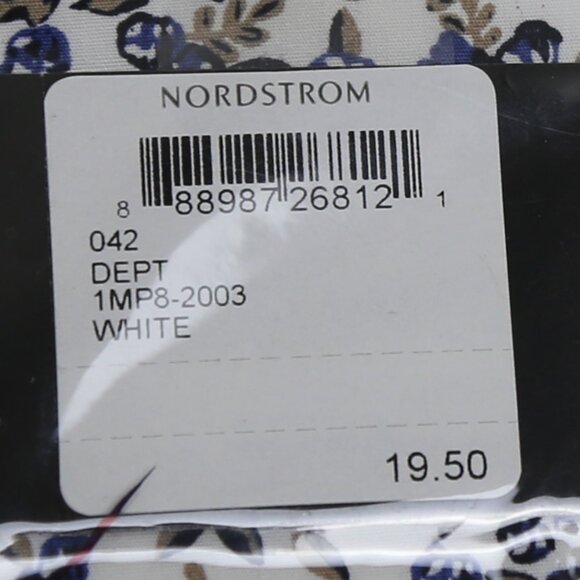 NORDSTROM
8 88987 26812 1
042
DEPT
1MP8-2003
WHITE
19.50